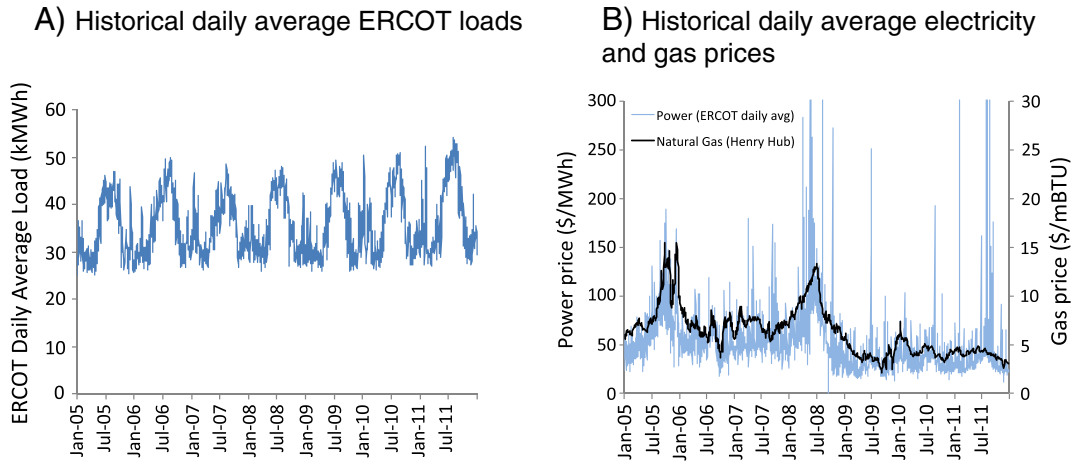 A) Historical daily average ERCOT loads
ERCOT Daily Average Load (kMWh)
60
50
40
30
20
10
0
Jan-05
Jul-05
Jan-06
Jul-06
Jan-07
Jul-07
Jan-08
Jul-08
Jan-09
Jul-09
Jan-10
Jul-10
Jan-11
Jul-11
B) Historical daily average electricity
and gas prices
Power price ($/MWh)
300
250
200
150
100
50
0
Power (ERCOT daily avg)
Natural Gas (Henry Hub)
30
25
20
15
10
5
0
Gas price ($/mBTU)
Jan-05
Jul-05
Jan-06
Jul-06
Jan-07
Jul-07
Jan-08
Jul-08
Jan-09
Jul-09
Jan-10
Jul-10
Jan-11
Jul-11